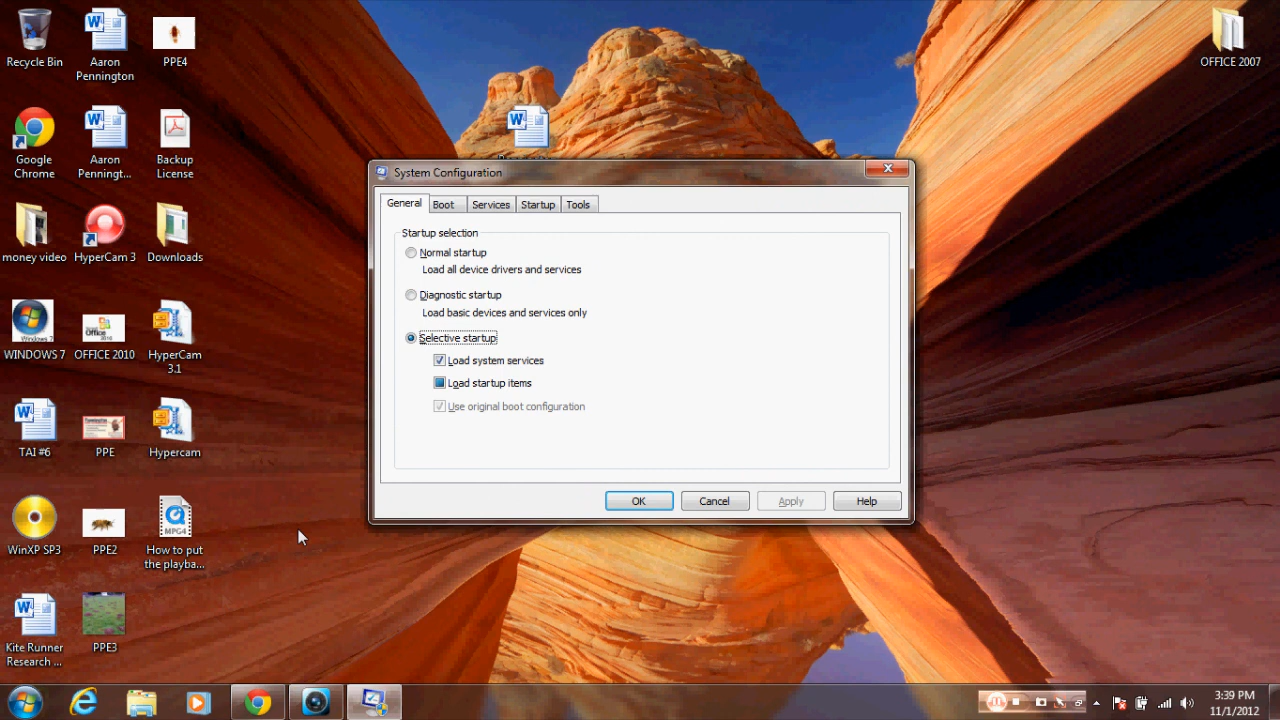 Recycle Bin
Aaron
Pennington
PPE4
OFFICE 2007
Google
Chrome
Aaron
Penningt...
Backup
License
money video
HyperCam 3
Downloads
WINDOWS 7
OFFICE 2010
HyperCam
3.1
TAI #6
PPE
Hypercam
WinXP SP3
PPE2
MPG4
How to put
the playba...
Kite Runner
Research ...
PPE3
System Configuration
General
Boot
Services
Startup
Tools
Startup selection
Normal startup
Load all device drivers and services
Diagnostic startup
Load basic devices and services only
Selective startup
Load system services
Load startup items
Use original boot configuration
OK
Cancel
Apply
Help
3:39 PM
11/1/2012